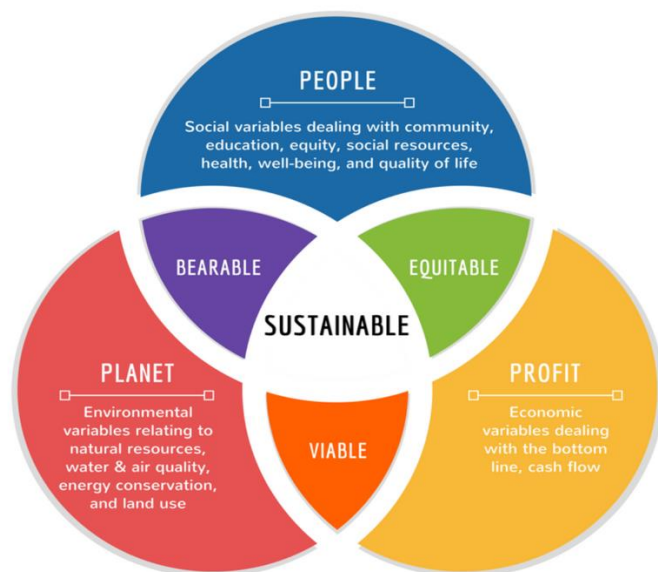 PEOPLE
Social variables dealing with community,
education, equity, social resources,
health, well-being, and quality of life
BEARABLE
EQUITABLE
SUSTAINABLE
PLANET
Environmental
variables relating to
natural resources,
water & air quality,
energy conservation,
and land use
PROFIT
Economic
variables dealing
with the bottom
line, cash flow
VIABLE